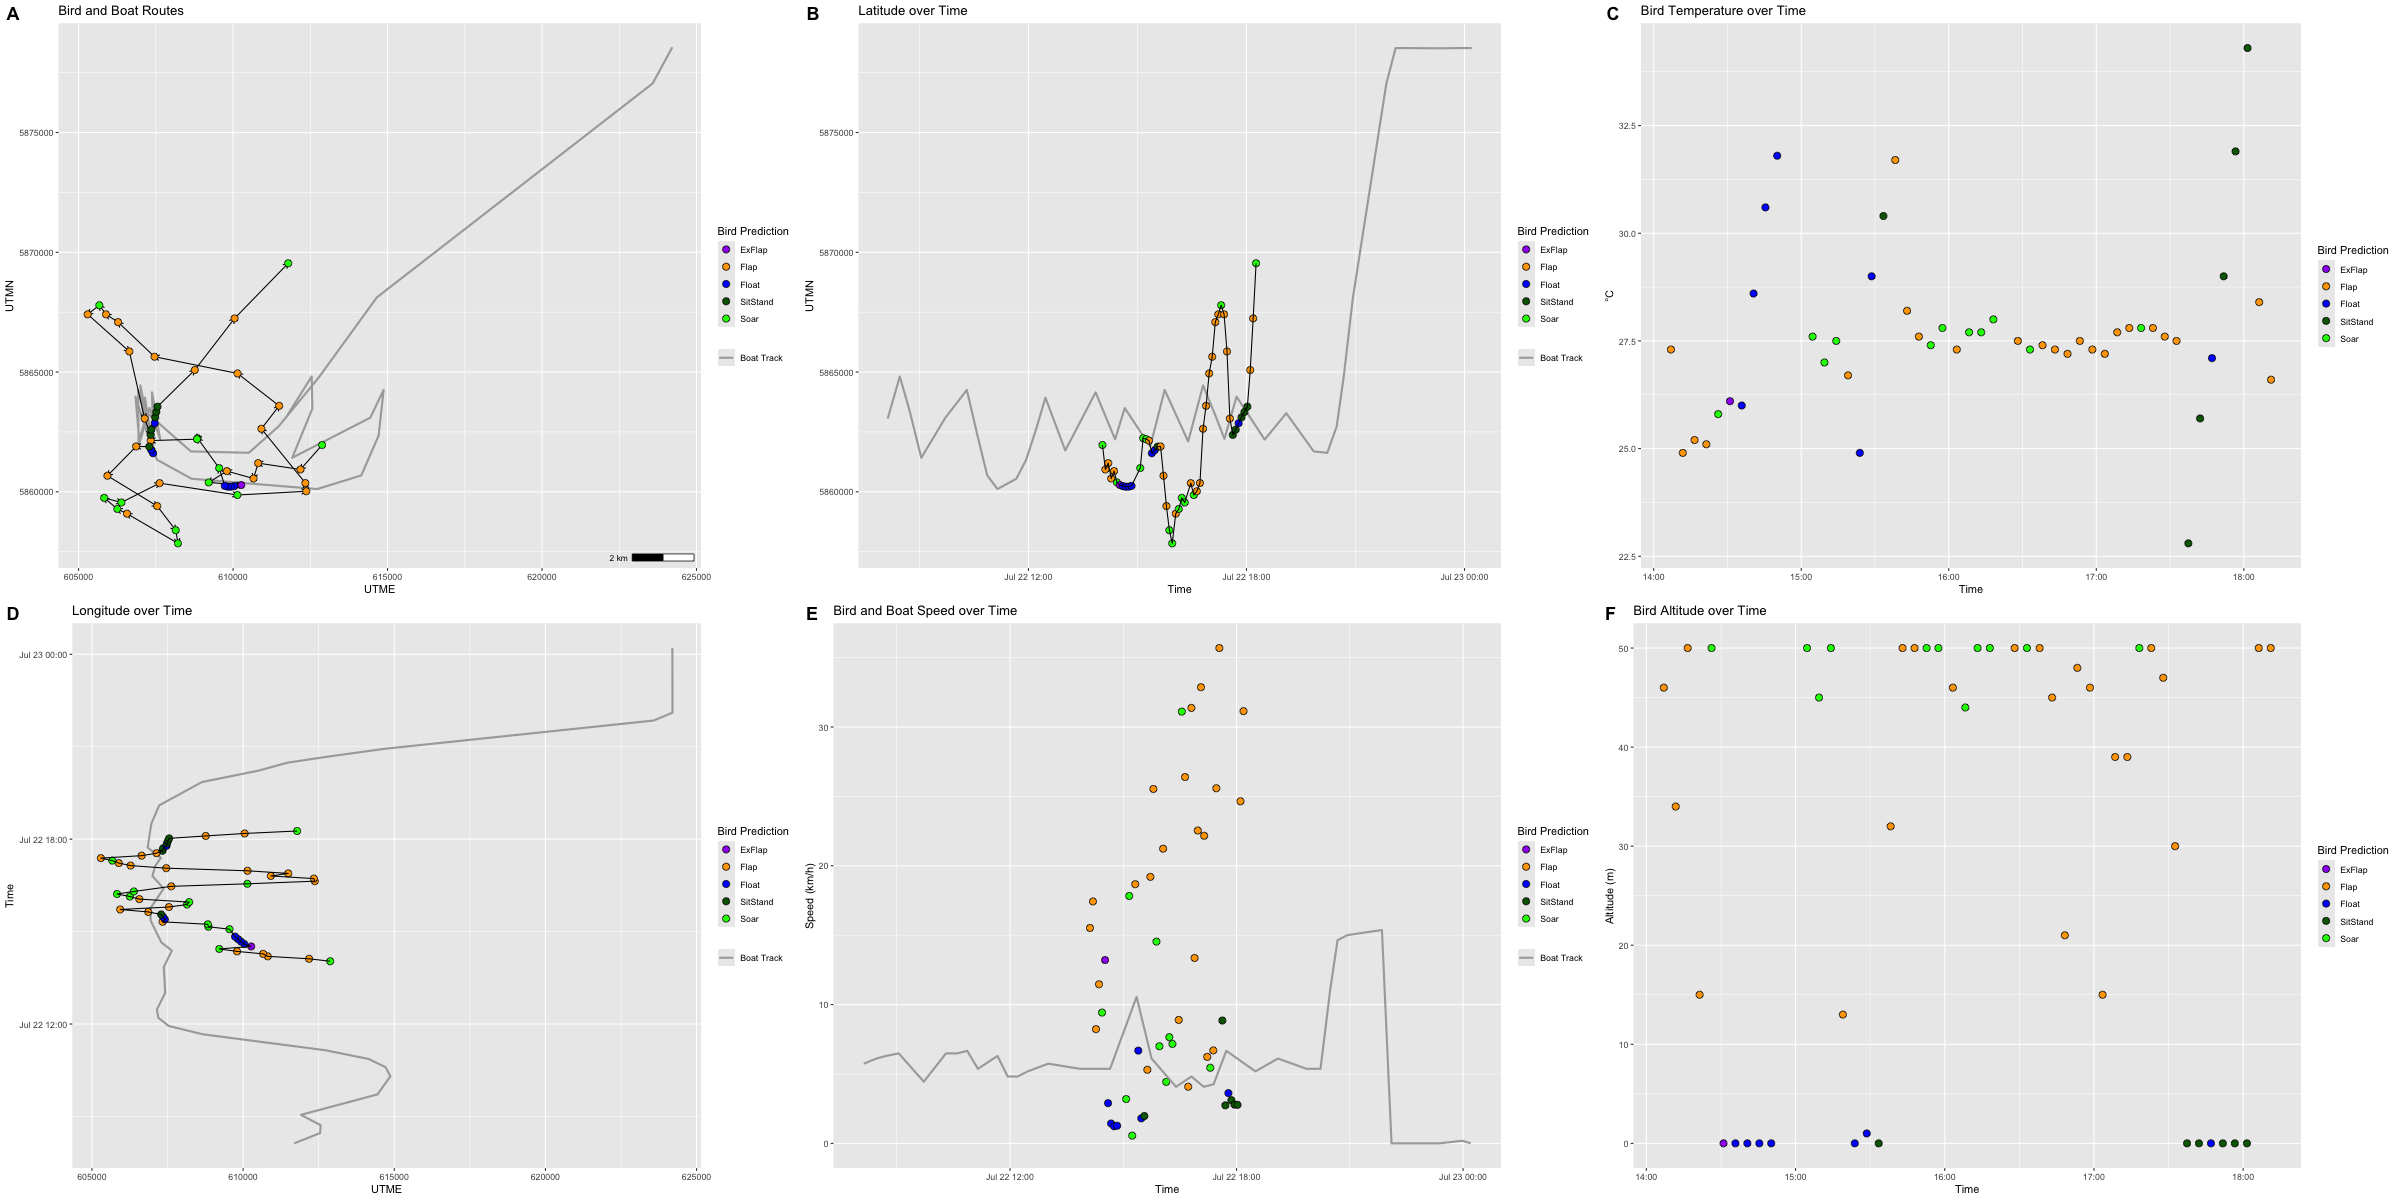 A Bird and Boat Routes
5875000
5870000
5865000
5860000
UTMN
605000 610000 615000 620000 625000
UTME
2 km
Bird Prediction
ExFlap
Flap
Float
SitStand
Soar
Boat Track
B Latitude over Time
5875000
5870000
5865000
5860000
UTMN
Jul 22 12:00 Jul 22 18:00 Jul 23 00:00
Time
Bird Prediction
ExFlap
Flap
Float
SitStand
Soar
Boat Track
C Bird Temperature over Time
32.5
30.0
27.5
25.0
22.5
°C
14:00 15:00 16:00 17:00 18:00
Time
Bird Prediction
ExFlap
Flap
Float
SitStand
Soar
D Longitude over Time
Jul 23 00:00
Jul 22 18:00
Jul 22 12:00
Time
605000 610000 615000 620000 625000
UTME
Bird Prediction
ExFlap
Flap
Float
SitStand
Soar
Boat Track
E Bird and Boat Speed over Time
30
20
10
0
Speed (km/h)
Jul 22 12:00 Jul 22 18:00 Jul 23 00:00
Time
Bird Prediction
ExFlap
Flap
Float
SitStand
Soar
Boat Track
F Bird Altitude over Time
50
40
30
20
10
0
Altitude (m)
14:00 15:00 16:00 17:00 18:00
Time
Bird Prediction
ExFlap
Flap
Float
SitStand
Soar